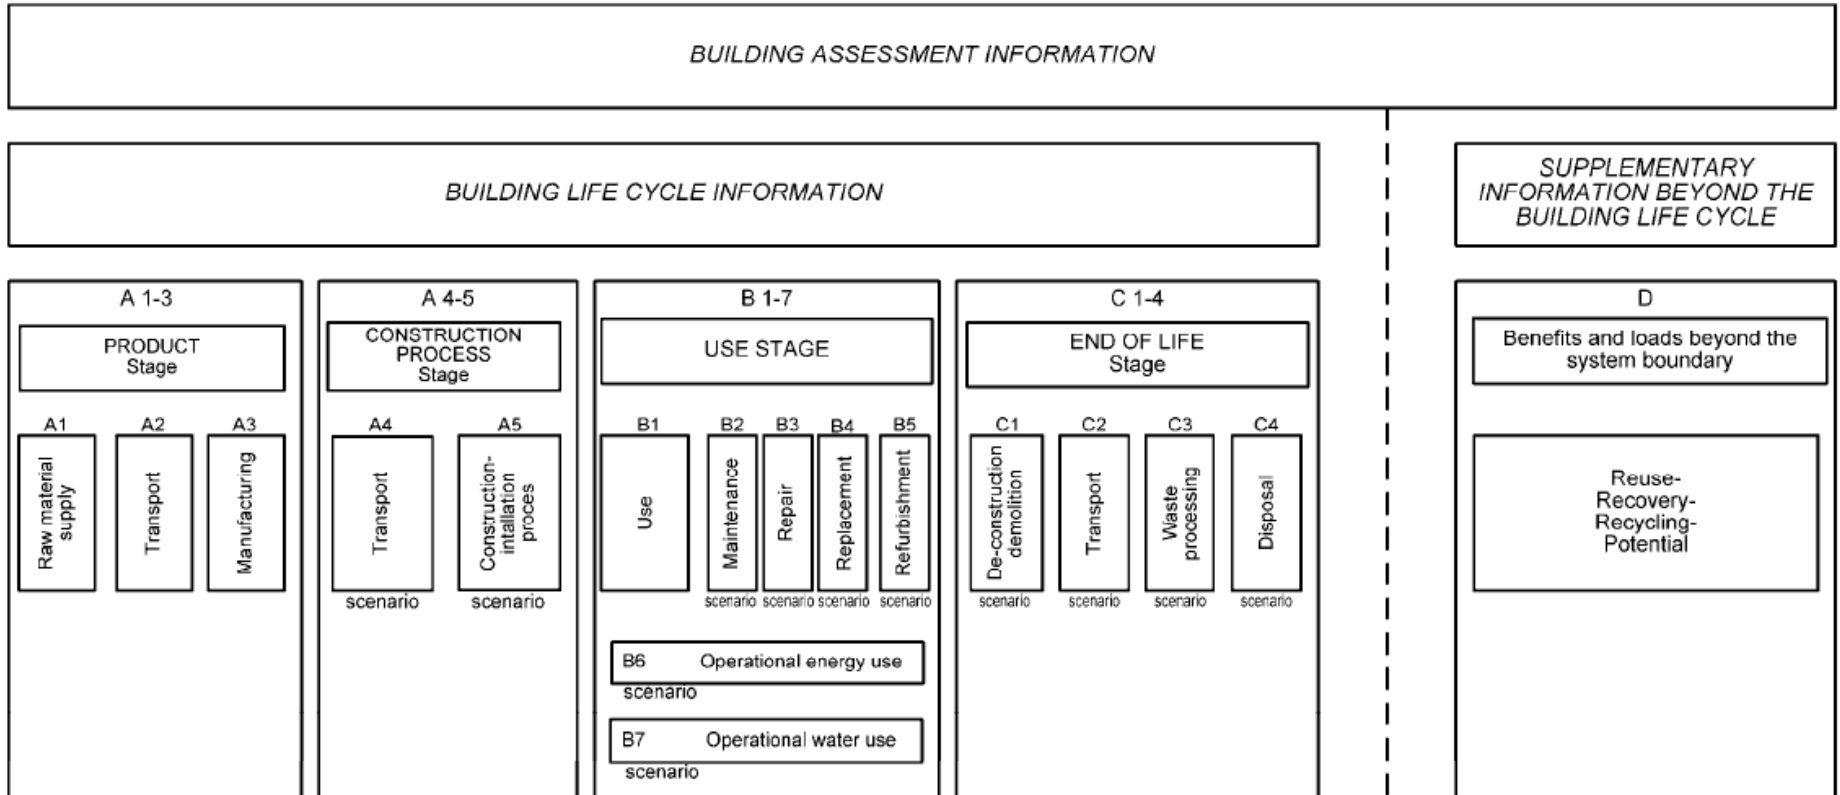 BUILDING ASSESSMENT INFORMATION
BUILDING LIFE CYCLE INFORMATION
SUPPLEMENTARY
INFORMATION BEYOND THE
BUILDING LIFE CYCLE
A 1-3
PRODUCT
Stage
A1
Raw material
supply
A2
Transport
A3
Manufacturing
A 4-5
CONSTRUCTION
PROCESS
Stage
A4
Transport
scenario
A5
Construction-
intallation
proces
scenario
B 1-7
USE STAGE
B1
Use
B2
Maintenance
scenario
B3
Repair
scenario
B4
Replacement
scenario
B5
Refurbishment
scenario
B6 Operational energy use
scenario
B7 Operational water use
scenario
C 1-4
END OF LIFE
Stage
C1
De-construction
demolition
scenario
C2
Transport
scenario
C3
Waste
processing
scenario
C4
Disposal
scenario
D
Benefits and loads beyond the
system boundary
Reuse-
Recovery-
Recycling-
Potential